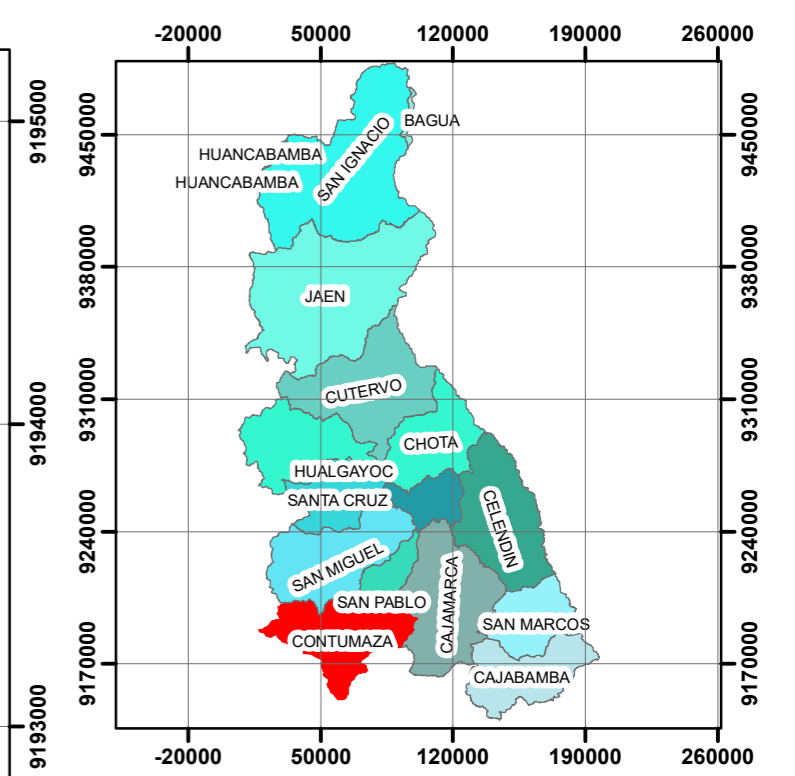 -20000 50000 120000 190000 260000
9195000
9194000
9193000
9450000
9380000
9310000
9240000
9170000
BAGUA
HUANCABAMBA
SAN IGNACIO
HUANCABAMBA
JAEN
CUTERVO
CHOTA
HUALGAYOC
SANTA CRUZ
CELENDIN
SAN MIGUEL
CAJAMARCA
SAN PABLO
SAN MARCOS
CONTUMAZA
CAJABAMBA
9450000
9380000
9310000
9240000
9170000
-20000 50000 120000 190000 260000